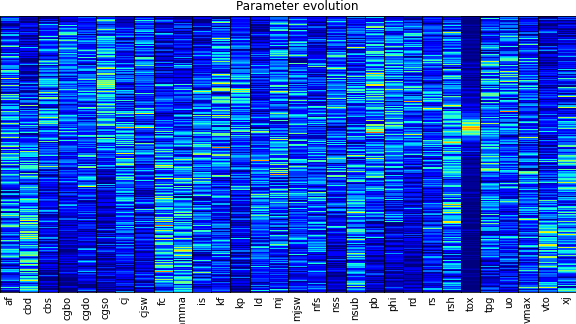 Parameter evolution
af
cbd
cbs
cgbo
cgdo
cgso
cj
cjsw
fc
mma
is
kf
kp
ld
mj
mjsw
nfs
nss
nsub
pb
phi
rd
rs
rsh
tox
tpg
uo
vmax
vto
xj